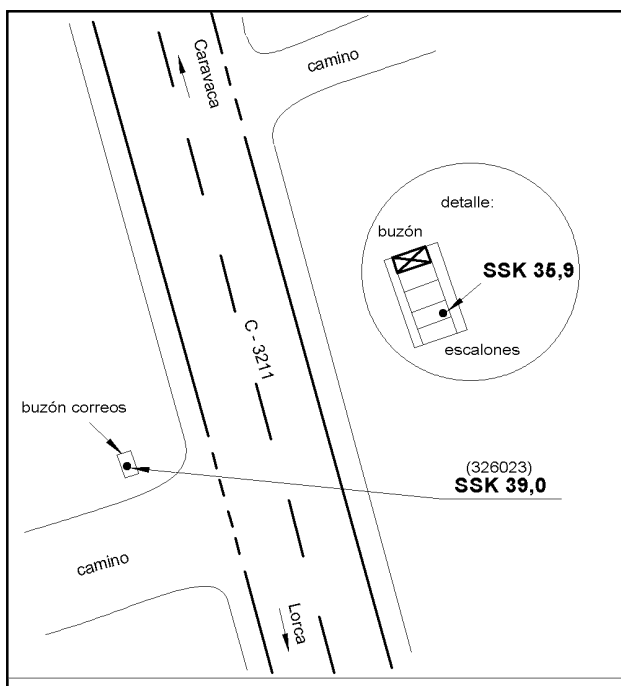 Caravaca
camino
detalle:
buzón
SSK 35,9
escalones
C - 3211
buzón correos
(326023)
SSK 39,0
camino
Lorca